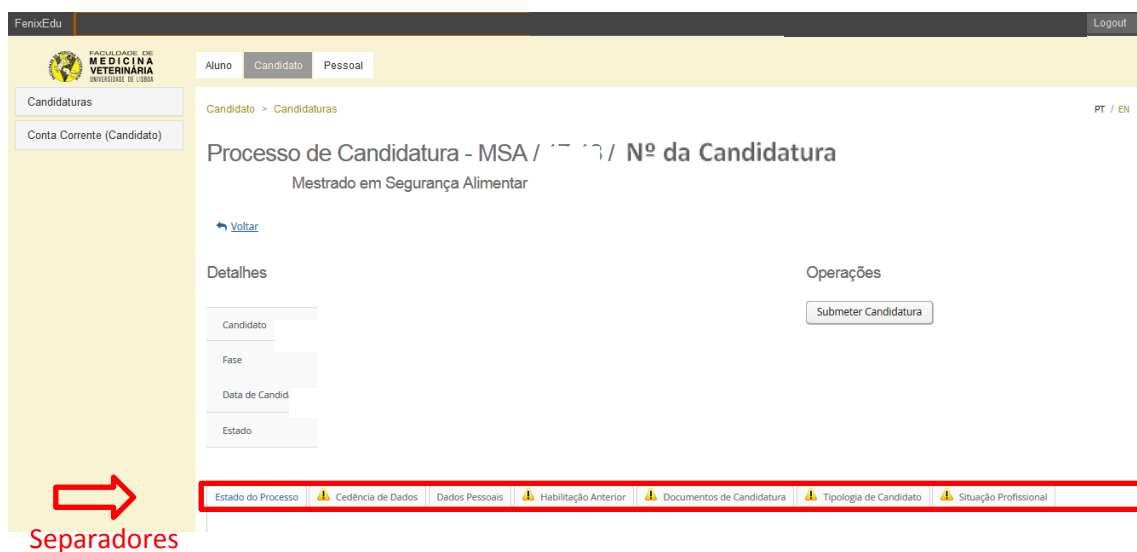 FenixEdu
Logout
FACULDADE DE
MEDICINA
VETERINÁRIA
UNIVERSIDADE DE LISBOA
Aluno Candidato Pessoal
Candidaturas
Conta Corrente (Candidato)
Candidato > Candidaturas
PT / EN
Processo de Candidatura - MSA / / Nº da Candidatura
Mestrado em Segurança Alimentar
Voltar
Detalhes
Operações
Submeter Candidatura
Candidato
Fase
Data de Candid
Estado
Estado do Processo Cedência de Dados Dados Pessoais Habilitação Anterior Documentos de Candidatura Tipologia de Candidato Situação Profissional
Separadores